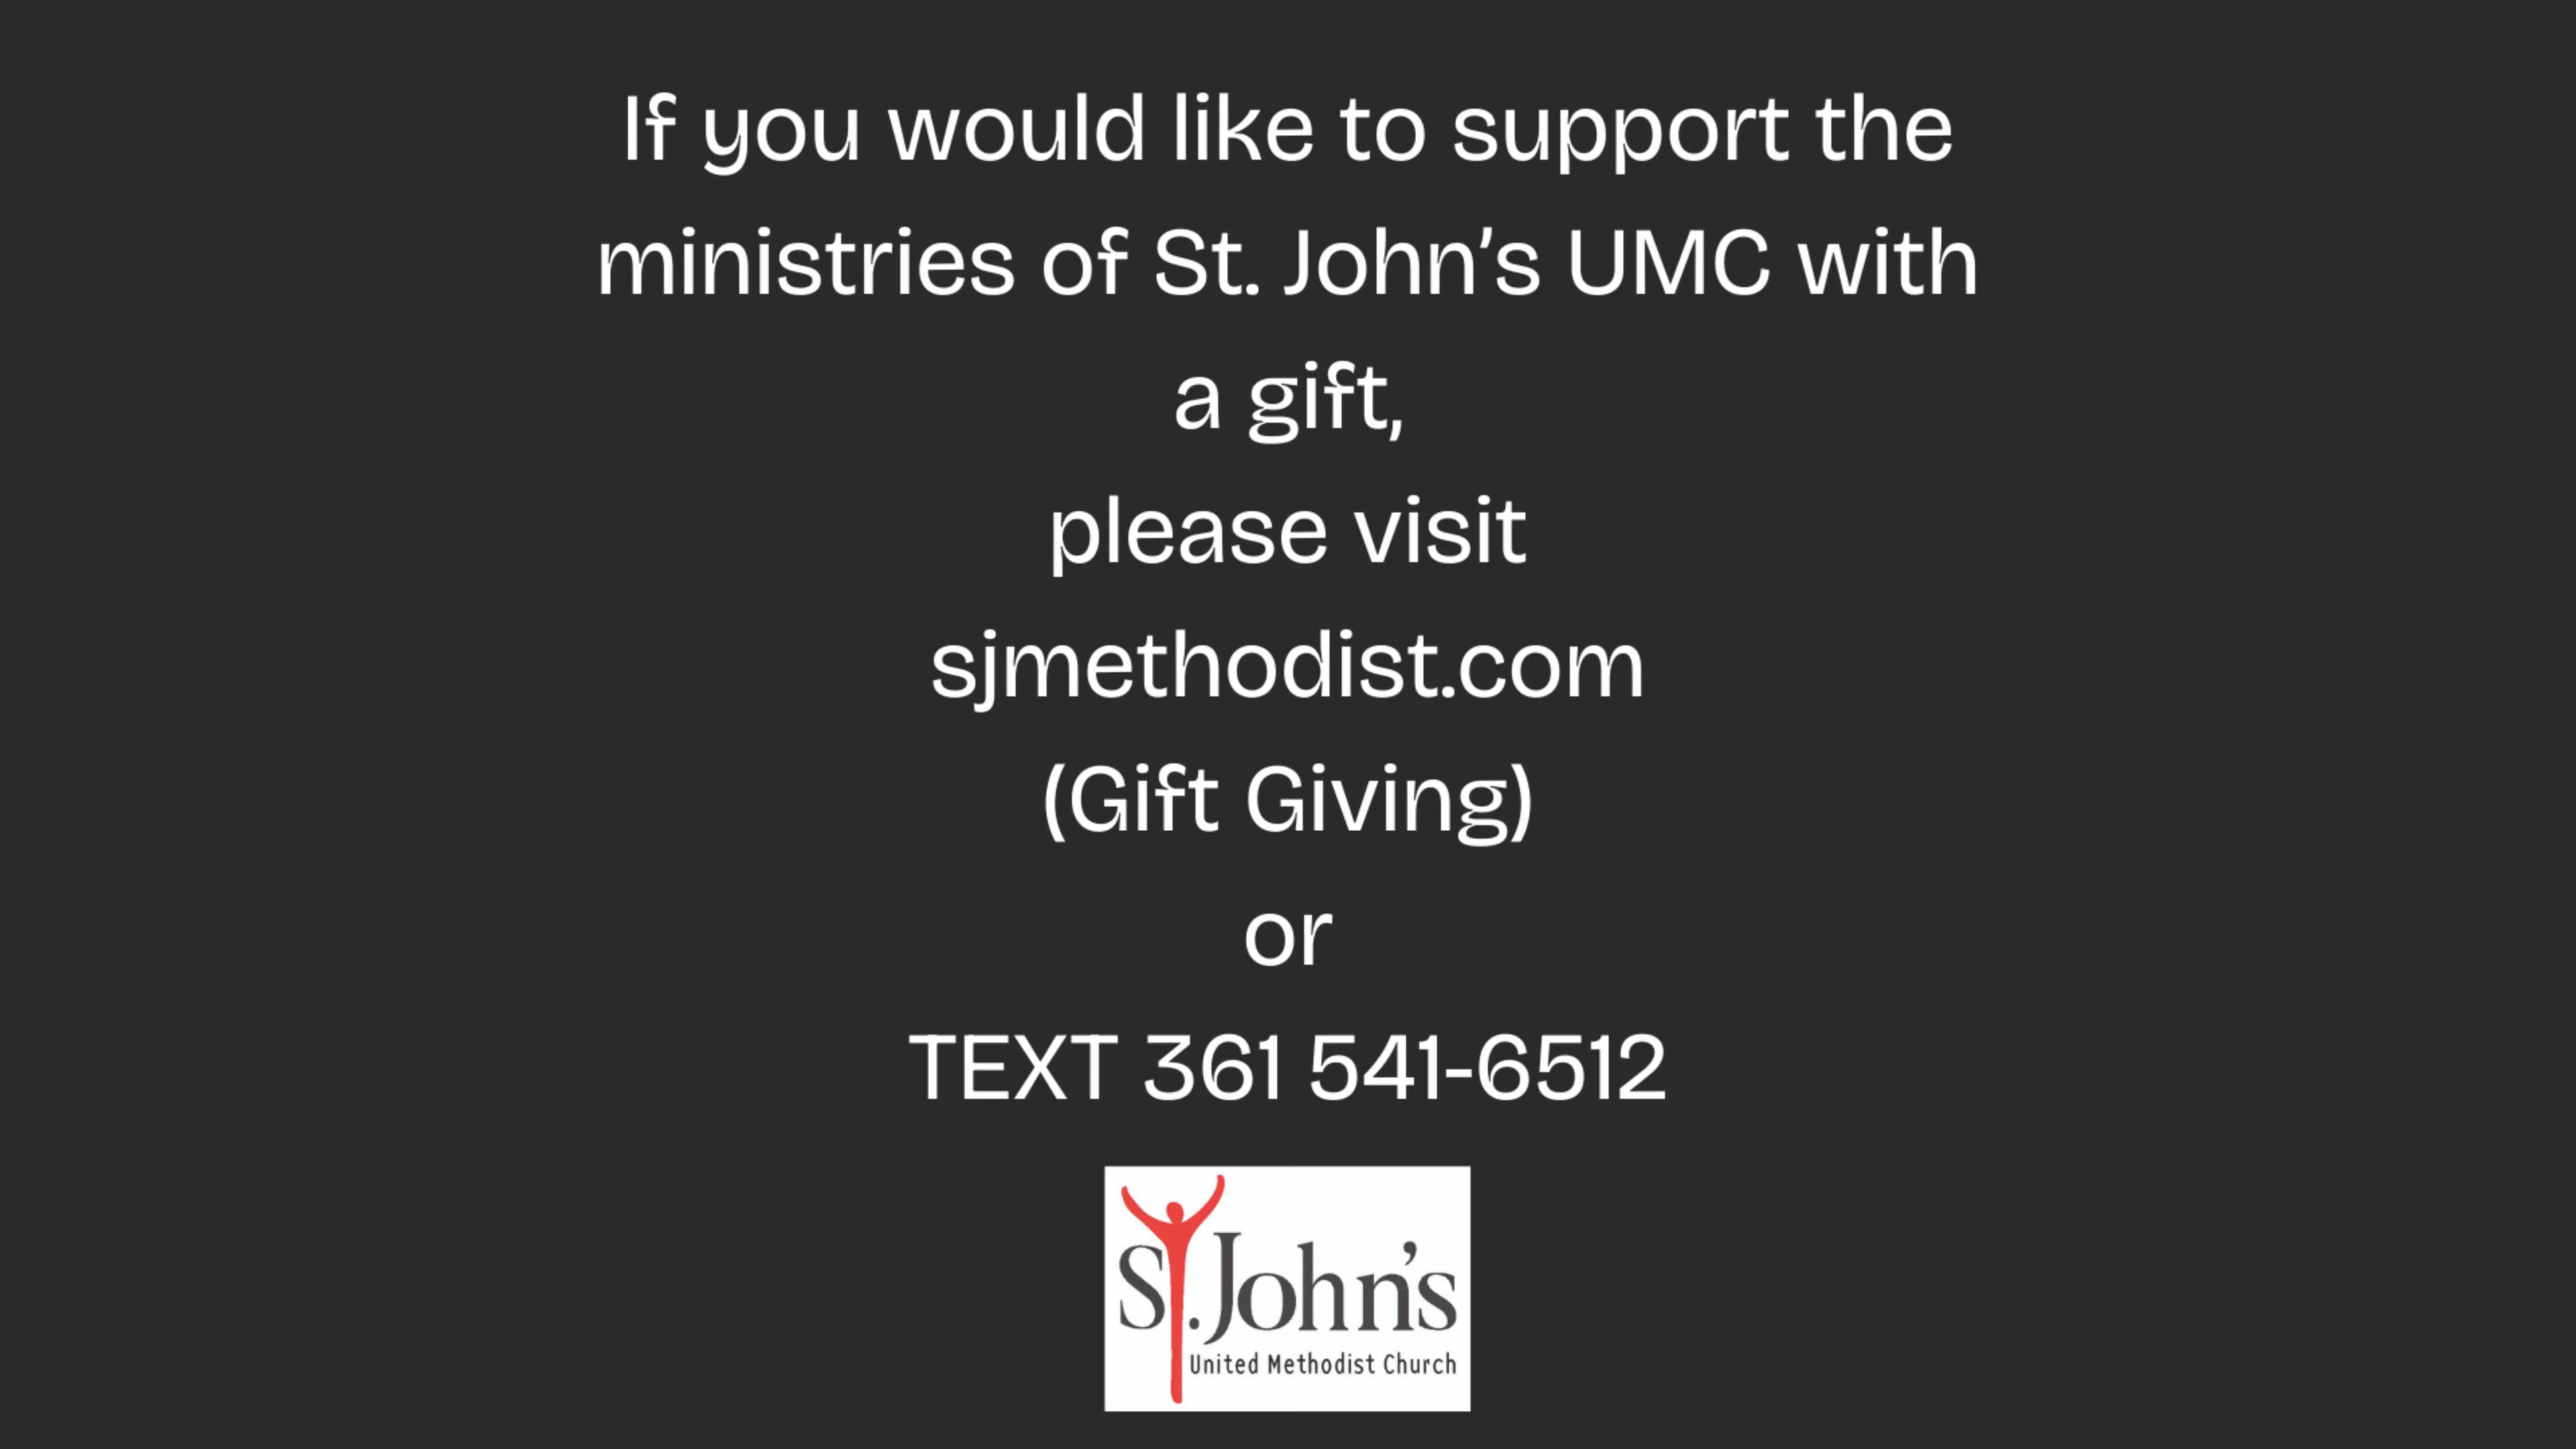 If you would like to support the
ministries of St. John’s UMC with
a gift,
please visit
sjmethodist.com
(Gift Giving)
or
TEXT 361 541-6512
St. John’s
United Methodist Church